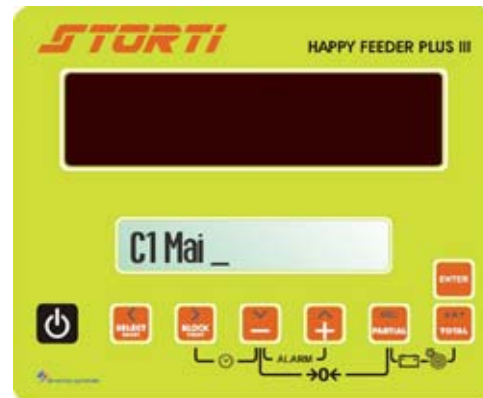 STORTI
HAPPY FEEDER PLUS III
C1 Mai _
ENTER
SELECT
BLOCK
PARTIAL
TOTAL
ALARM
→0←